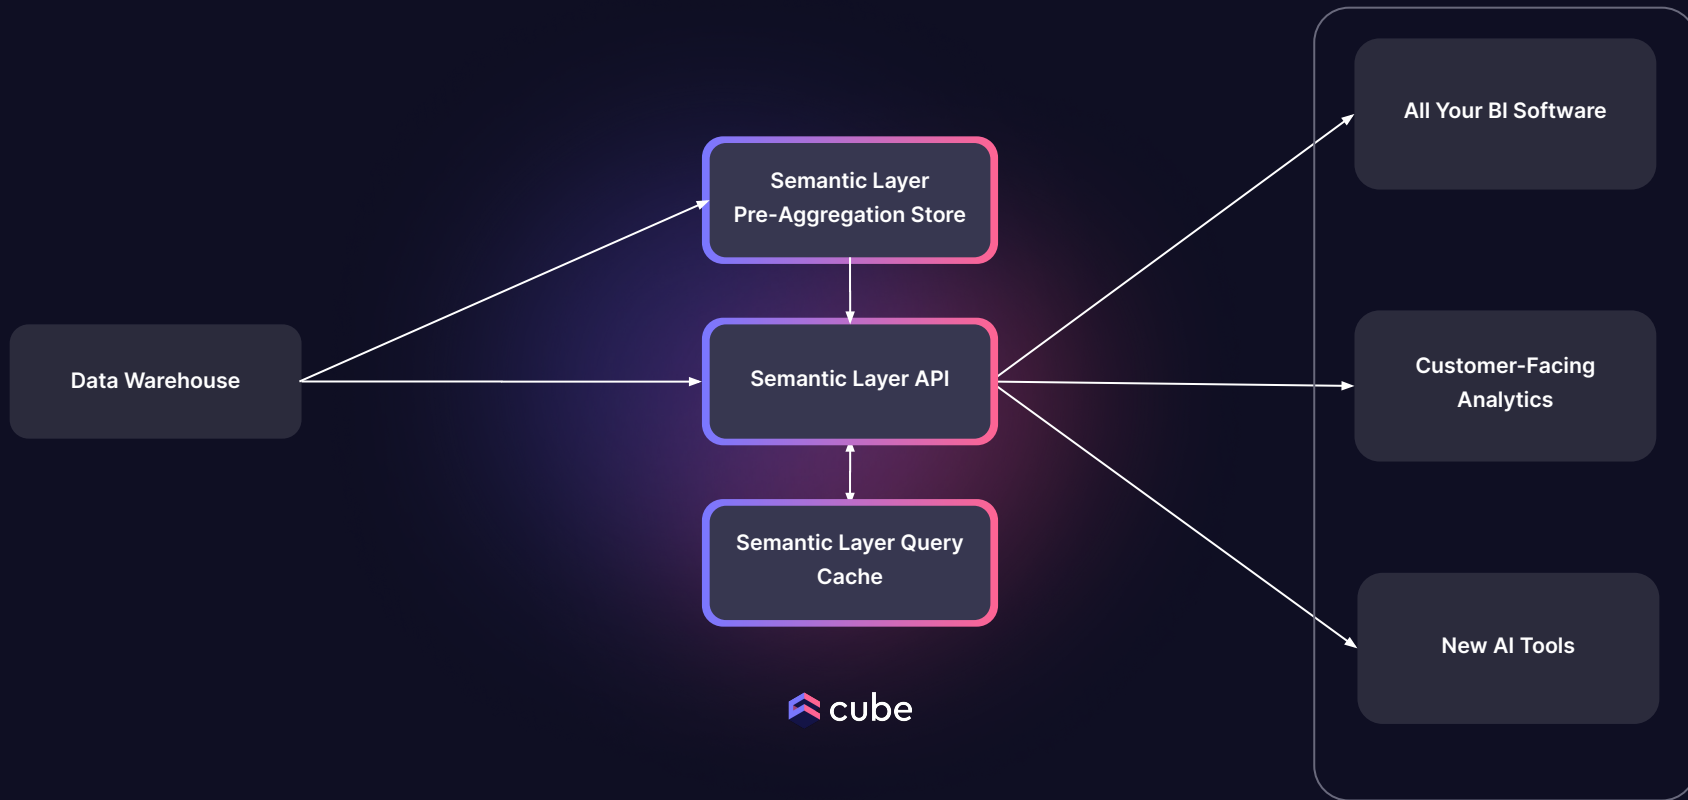 All Your BI Software
Semantic Layer
Pre-Aggregation Store
Data Warehouse
Semantic Layer API
Customer-Facing
Analytics
Semantic Layer Query
Cache
New AI Tools
cube